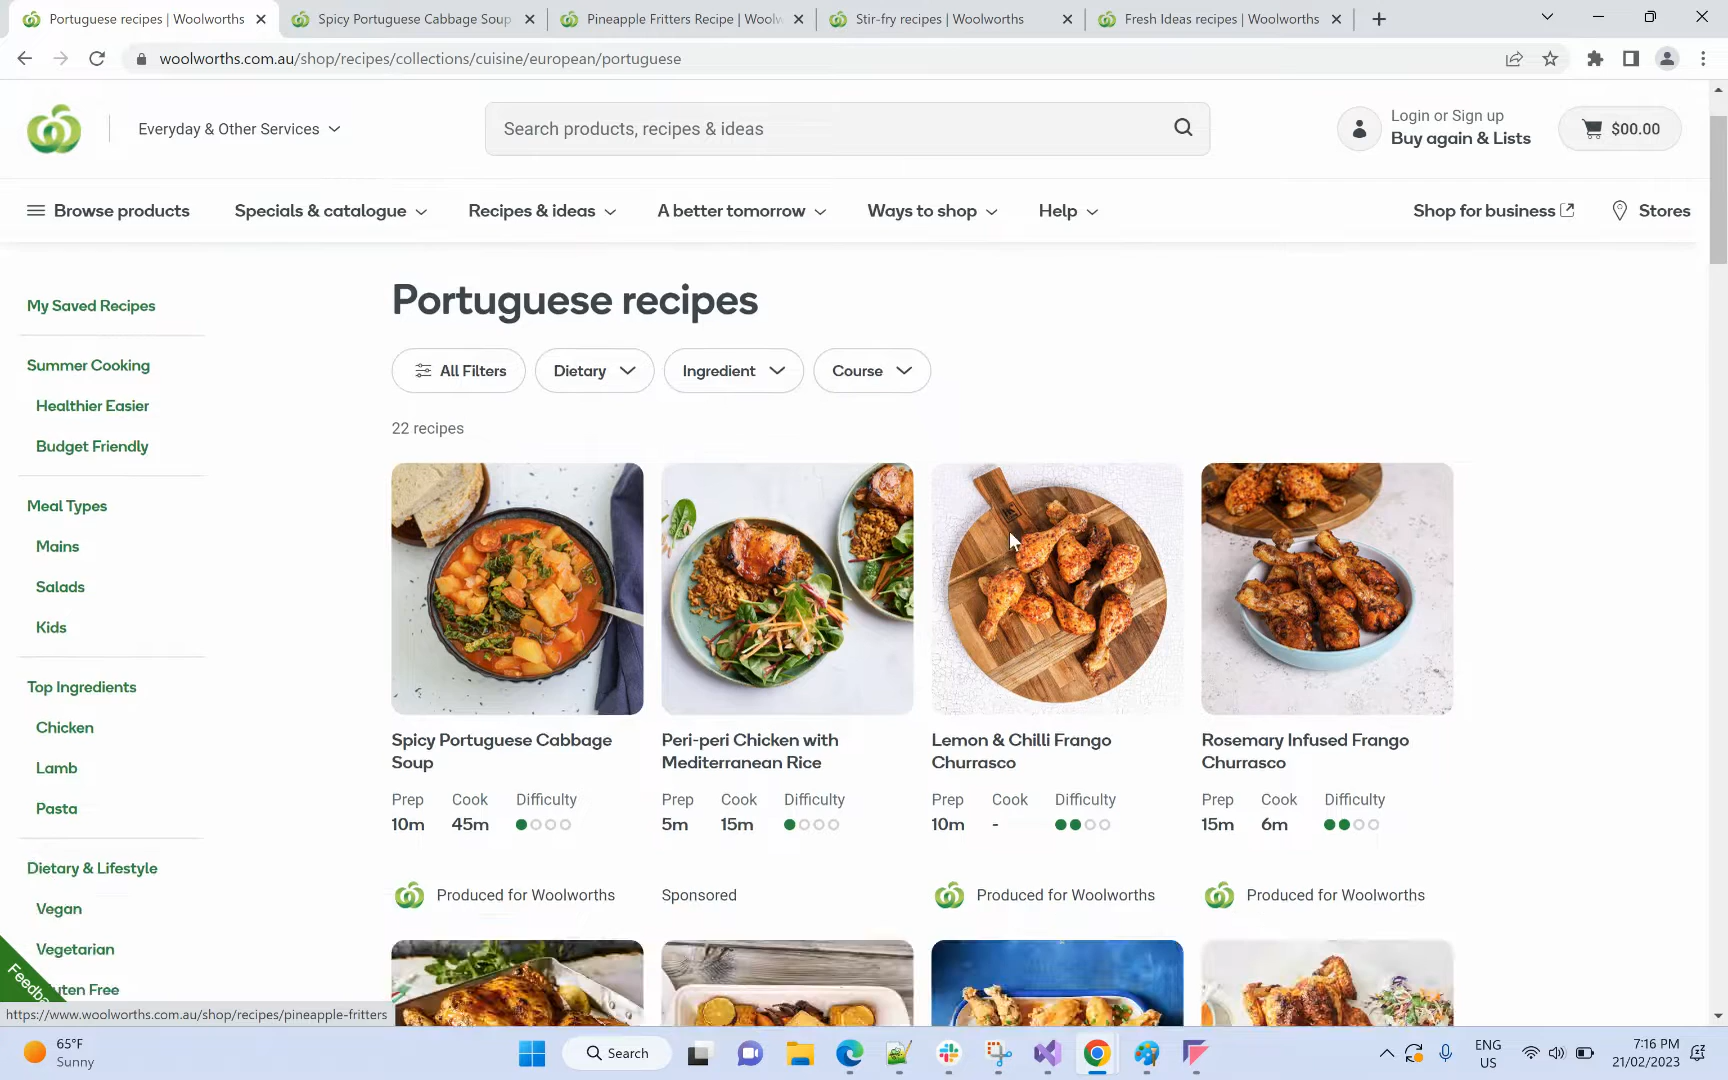 Portuguese recipes | Woolworths
Spicy Portuguese Cabbage Soup
Pineapple Fritters Recipe | Woolw
Stir-fry recipes | Woolworths
Fresh Ideas recipes | Woolworths
woolworths.com.au/shop/recipes/collections/cuisine/european/portuguese
Everyday & Other Services
Search products, recipes & ideas
Login or Sign up
Buy again & Lists
$00.00
Browse products
Specials & catalogue
Recipes & ideas
A better tomorrow
Ways to shop
Help
Shop for business
Stores
My Saved Recipes
Summer Cooking
Healthier Easier
Budget Friendly
Meal Types
Mains
Salads
Kids
Top Ingredients
Chicken
Lamb
Pasta
Dietary & Lifestyle
Vegan
Vegetarian
uten Free
Feedba
Portuguese recipes
All Filters
Dietary
Ingredient
Course
22 recipes
Spicy Portuguese Cabbage
Soup
Prep Cook Difficulty
10m 45m
Produced for Woolworths
Peri-peri Chicken with
Mediterranean Rice
Prep Cook Difficulty
5m 15m
Sponsored
Lemon & Chilli Frango
Churrasco
Prep Cook Difficulty
10m -
Produced for Woolworths
Rosemary Infused Frango
Churrasco
Prep Cook Difficulty
15m 6m
Produced for Woolworths
https://www.woolworths.com.au/shop/recipes/pineapple-fritters
65°F
Sunny
Search
ENG
US
7:16 PM
21/02/2023